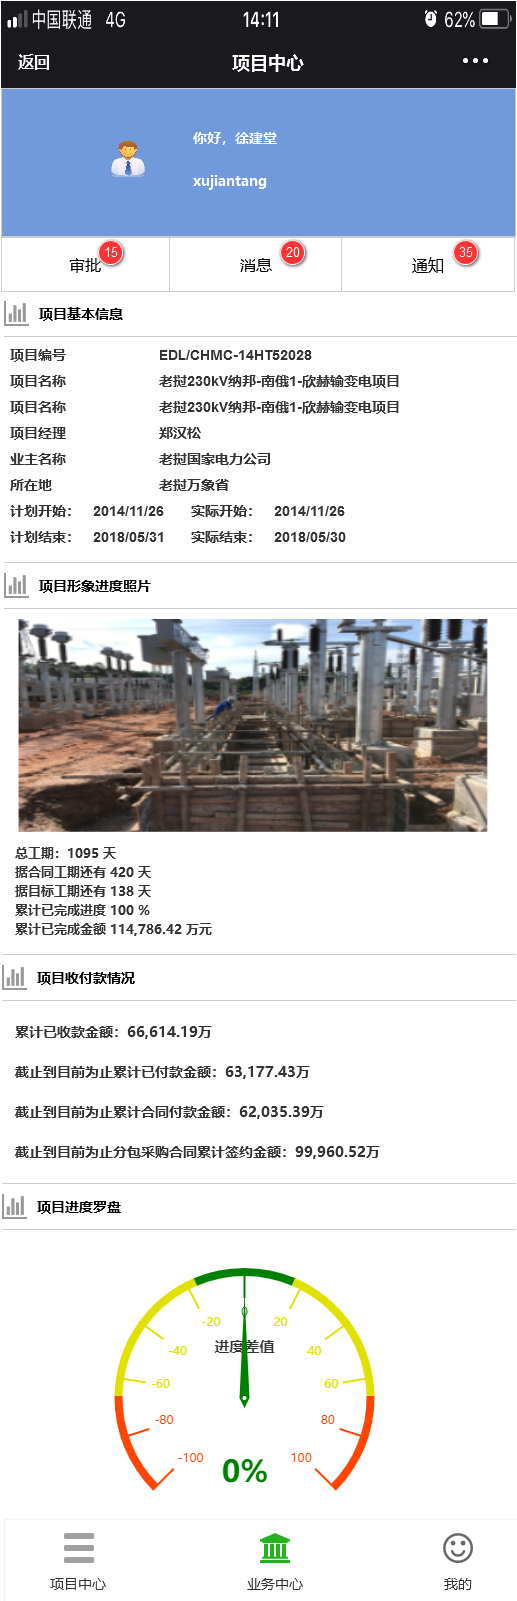 中国联通 4G 14:11 62%
返回 项目中心
你好，徐建堂
xujiantang
审批 15 消息 20 通知 35
项目基本信息
项目编号 EDL/CHMC-14HT52028
项目名称 老挝230kV纳邦-南俄1-欣赫输变电项目
项目名称 老挝230kV纳邦-南俄1-欣赫输变电项目
项目经理 郑汉松
业主名称 老挝国家电力公司
所在地 老挝万象省
计划开始： 2014/11/26 实际开始： 2014/11/26
计划结束： 2018/05/31 实际结束： 2018/05/30
项目形象进度照片
总工期：1095 天
据合同工期还有 420 天
据目标工期还有 138 天
累计已完成进度 100 %
累计已完成金额 114,786.42 万元
项目收付款情况
累计已收款金额：66,614.19万
截止到目前为止累计已付款金额：63,177.43万
截止到目前为止累计合同付款金额：62,035.39万
截止到目前为止分包采购合同累计签约金额：99,960.52万
项目进度罗盘
0
-20 20
进度差值
-40 40
-60 60
-80 80
-100 100
0%
项目中心 业务中心 我的